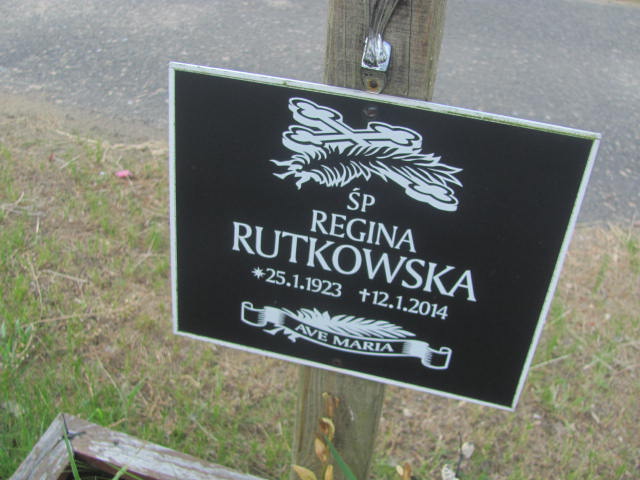 ŚP
REGINA
RUTKOWSKA
*25.1.1923 †12.1.2014
AVE MARIA